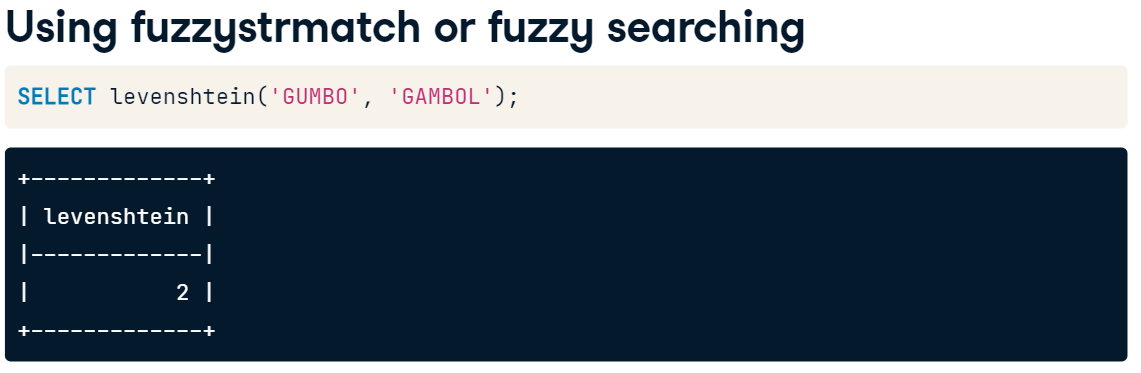 Using fuzzystrmatch or fuzzy searching
SELECT levenshtein('GUMBO', 'GAMBOL');
+-------------+
| levenshtein |
|-------------|
|           2 |
+-------------+